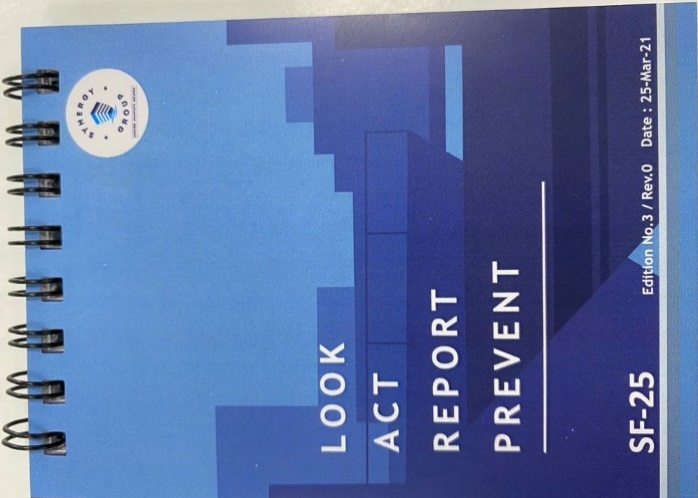 SYNERGY GROUP
LOOK
ACT
REPORT
PREVENT
SF-25
Edition No.3 / Rev.0 Date : 25-Mar-21